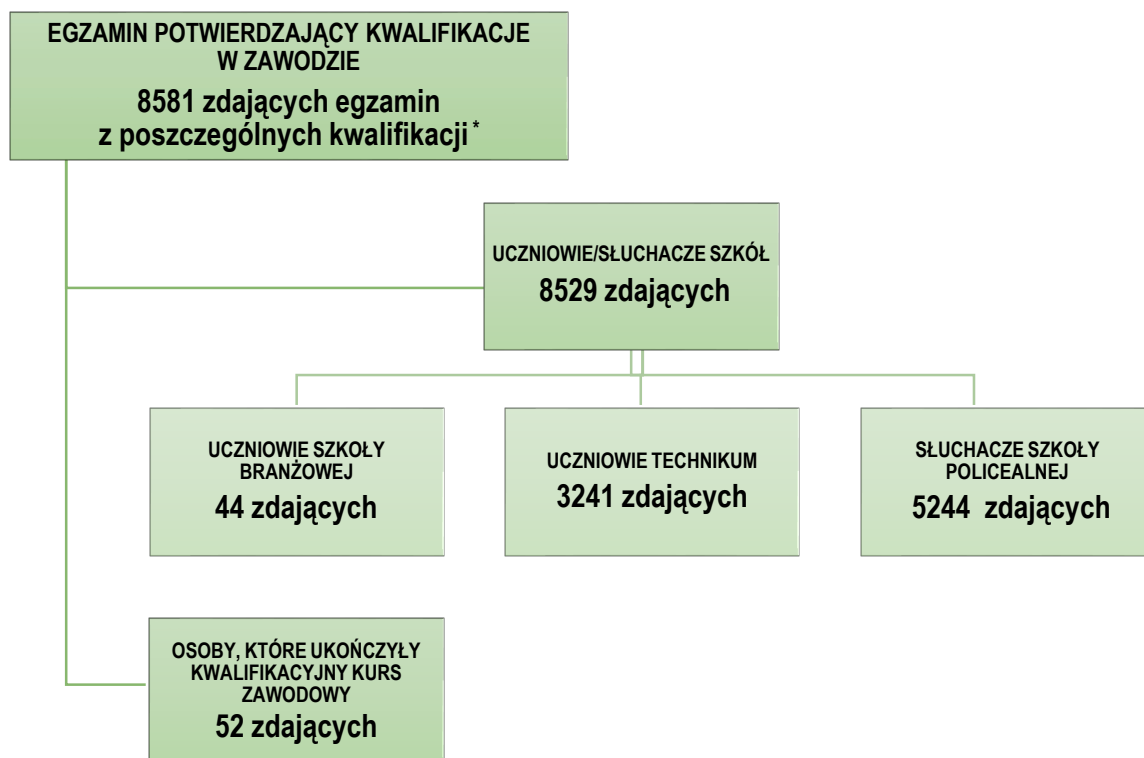 EGZAMIN POTWIERDZAJĄCY KWALIFIKACJE
W ZAWODZIE
8581 zdających egzamin
z poszczególnych kwalifikacji *
UCZNIOWIE/SŁUCHACZE SZKÓŁ
8529 zdających
UCZNIOWIE SZKOŁY
BRANŻOWEJ
44 zdających
UCZNIOWIE TECHNIKUM
3241 zdających
SŁUCHACZE SZKOŁY
POLICEALNEJ
5244 zdających
OSOBY, KTÓRE UKOŃCZYŁY
KWALIFIKACYJNY KURS
ZAWODOWY
52 zdających